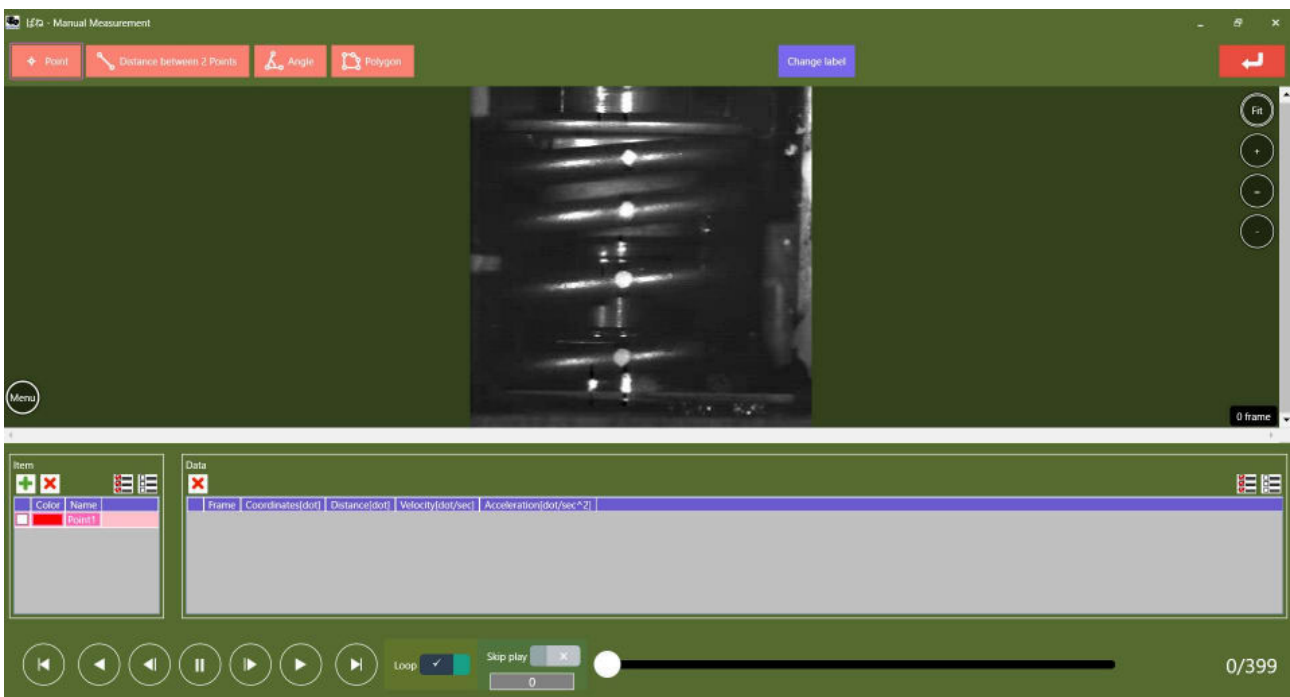 ばね - Manual Measurement
Point
Distance between 2 Points
Angle
Polygon
Change label
Fit
+
=
-
Menu
0 frame
Item
Data
Color Name
Frame Coordinates[dot] Distance[dot] Velocity[dot/sec] Acceleration[dot/sec^2]
Point1
Loop
Skip play
0
0/399